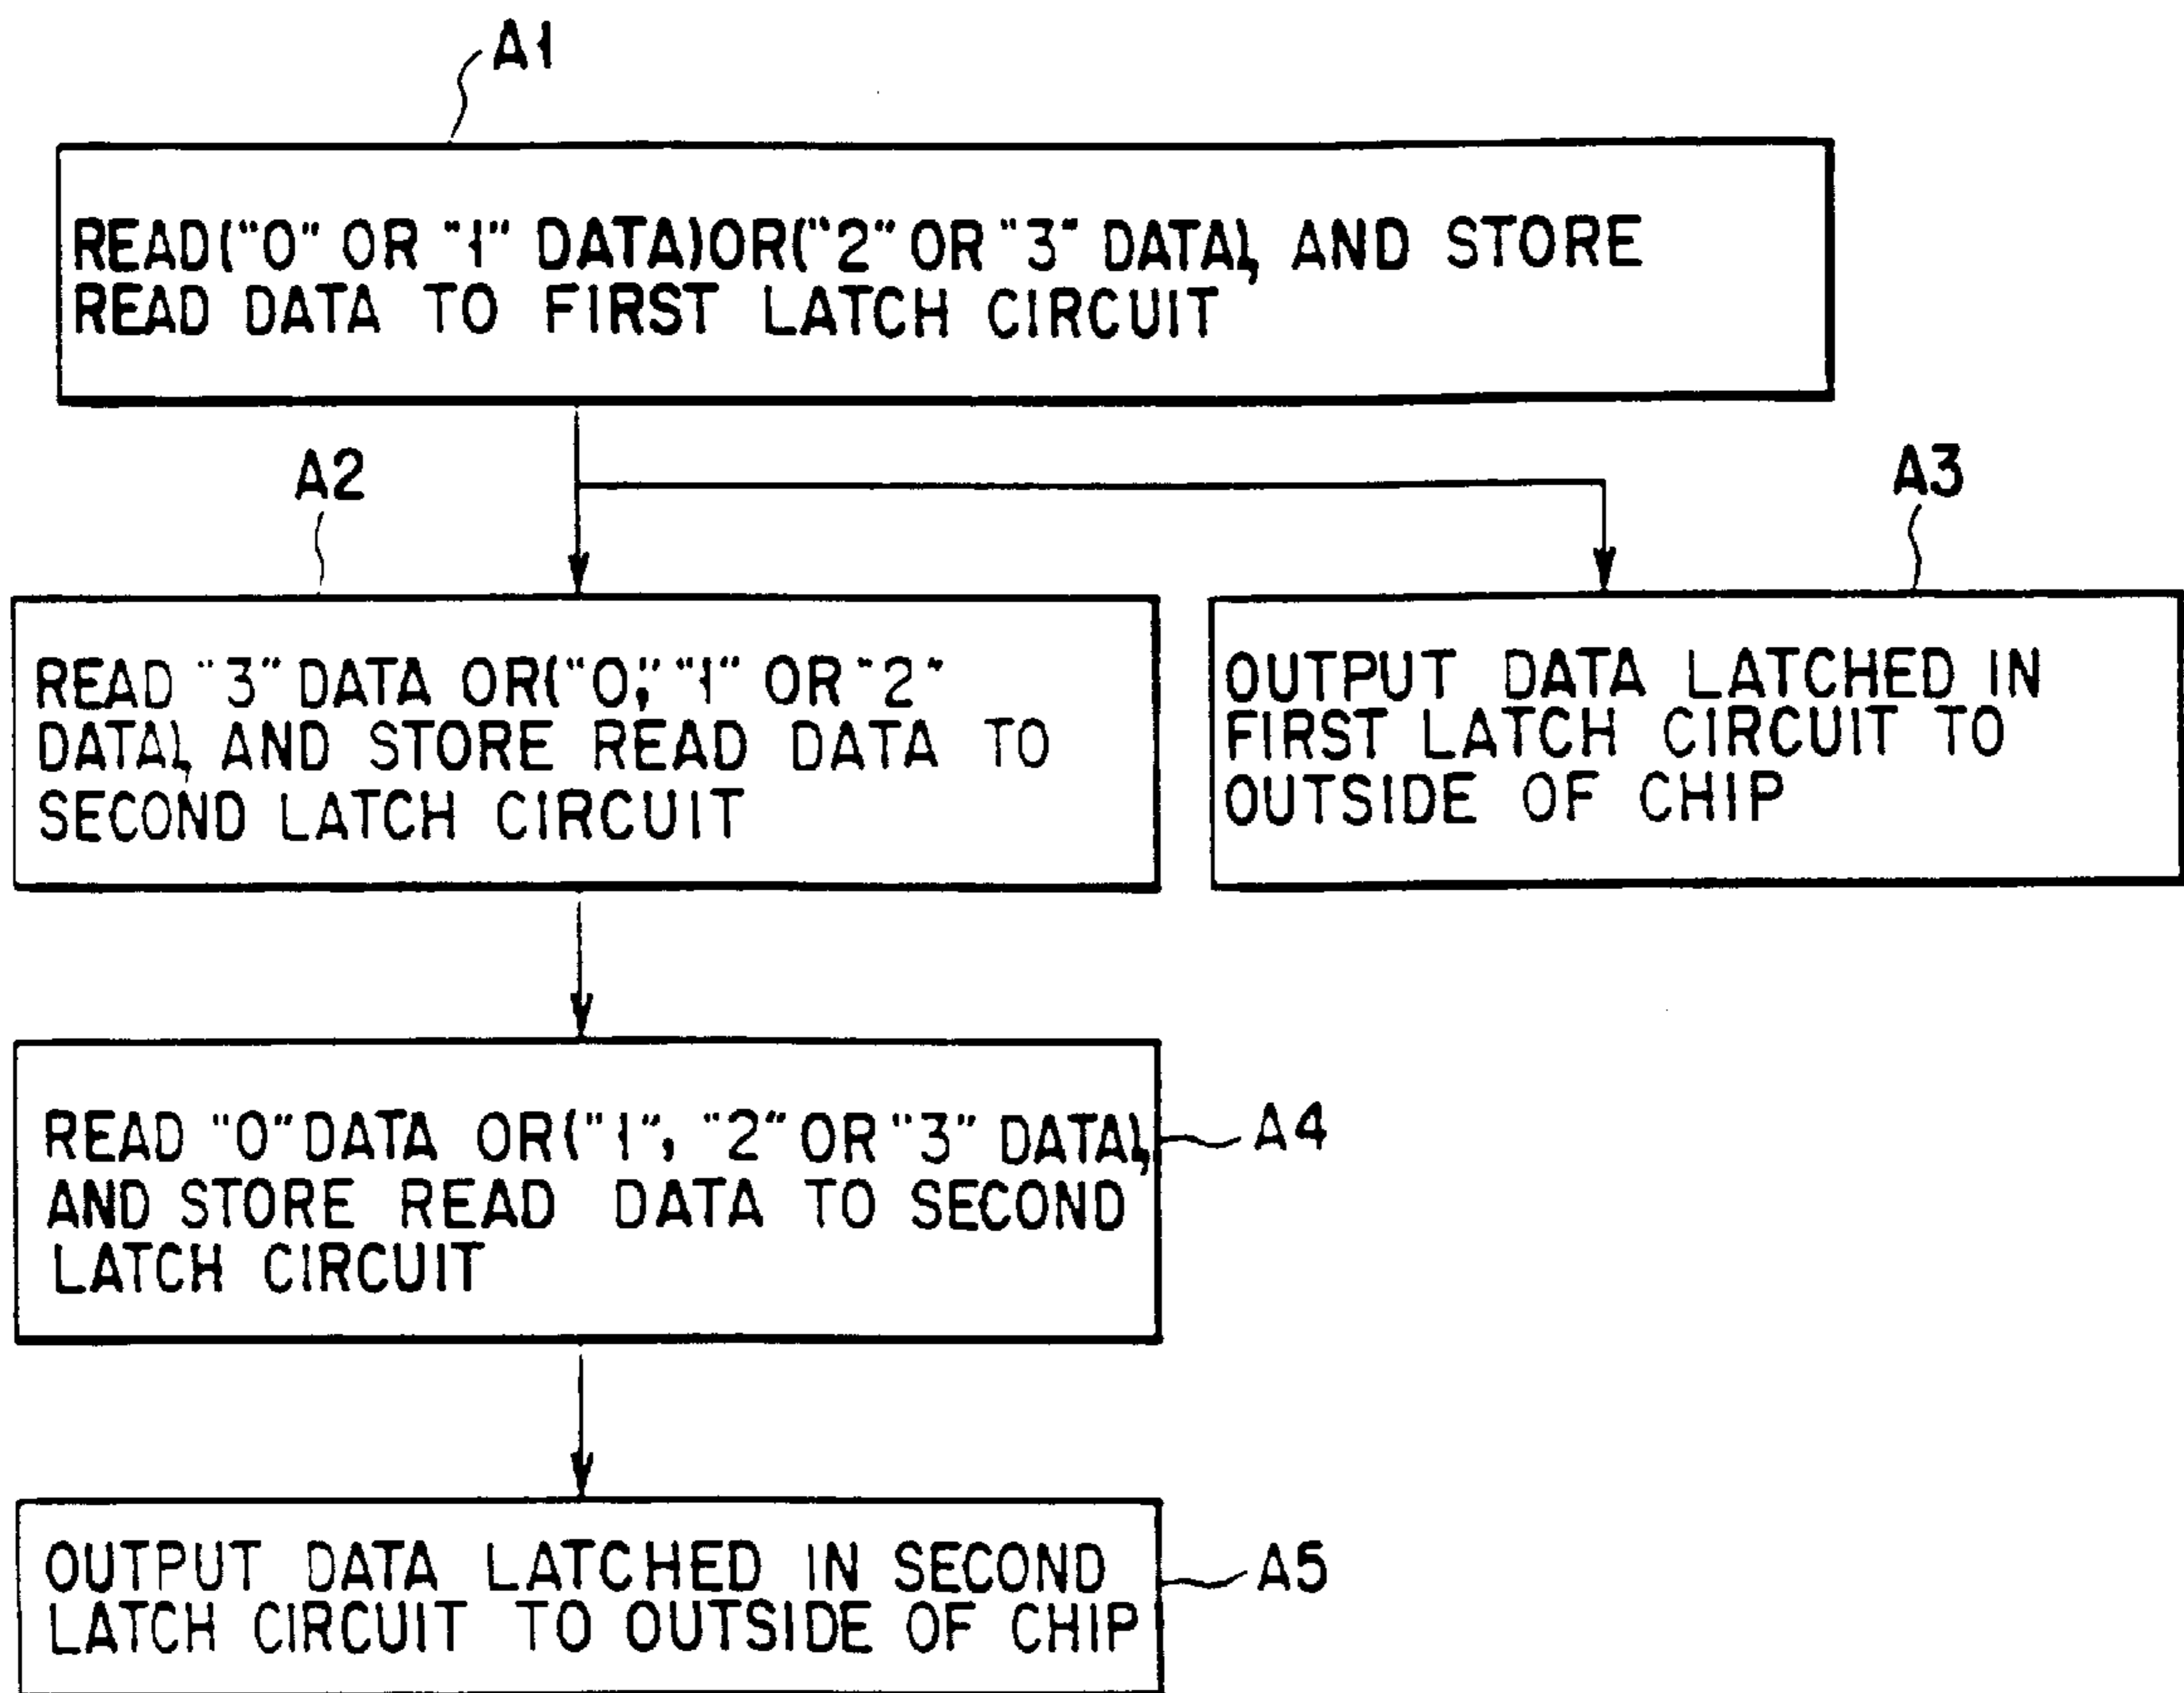 A1
READ("0" OR "1" DATA)OR("2" OR "3" DATA), AND STORE
READ DATA TO FIRST LATCH CIRCUIT
A2
READ "3" DATA OR("0," "1" OR "2"
DATA), AND STORE READ DATA TO
SECOND LATCH CIRCUIT
A3
OUTPUT DATA LATCHED IN
FIRST LATCH CIRCUIT TO
OUTSIDE OF CHIP
READ "0" DATA OR("1", "2" OR "3" DATA),
AND STORE READ DATA TO SECOND
LATCH CIRCUIT
A4
OUTPUT DATA LATCHED IN SECOND
LATCH CIRCUIT TO OUTSIDE OF CHIP
A5